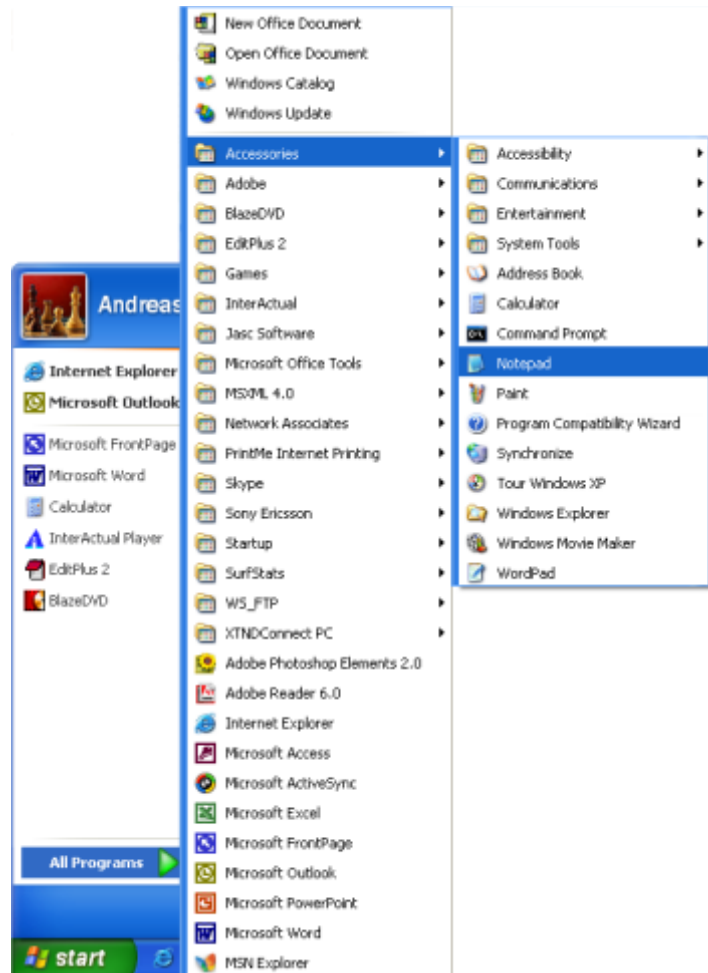 New Office Document
Open Office Document
Windows Catalog
Windows Update
Accessories
Adobe
BlazeDVD
EditPlus 2
Games
InterActual
Jasc Software
Microsoft Office Tools
MSXML 4.0
Network Associates
PrintMe Internet Printing
Skype
Sony Ericsson
Startup
SurfStats
WS_FTP
XTNDConnect PC
Adobe Photoshop Elements 2.0
Adobe Reader 6.0
Internet Explorer
Microsoft Access
Microsoft ActiveSync
Microsoft Excel
Microsoft FrontPage
Microsoft Outlook
Microsoft PowerPoint
Microsoft Word
MSN Explorer
Accessibility
Communications
Entertainment
System Tools
Address Book
Calculator
Command Prompt
Notepad
Paint
Program Compatibility Wizard
Synchronize
Tour Windows XP
Windows Explorer
Windows Movie Maker
WordPad
Andreas
Internet Explorer
Microsoft Outlook
Microsoft FrontPage
Microsoft Word
Calculator
InterActual Player
EditPlus 2
BlazeDVD
All Programs
start